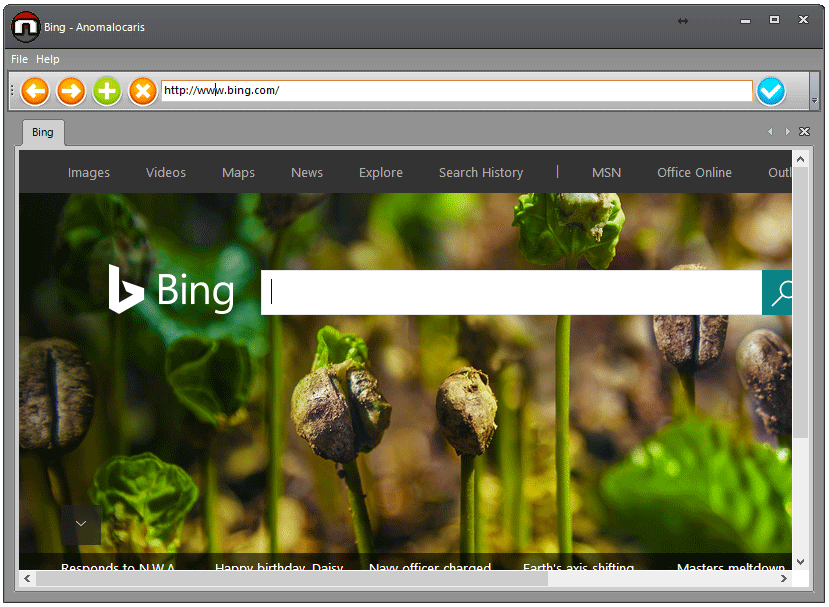 Bing - Anomalocaris
File Help
http://www.bing.com/
Bing
Images Videos Maps News Explore Search History | MSN Office Online Outl
Bing
Responds to N.W.A. Happy birthday, Daisy Navy officer charged Earth's axis shifting Masters meltdown